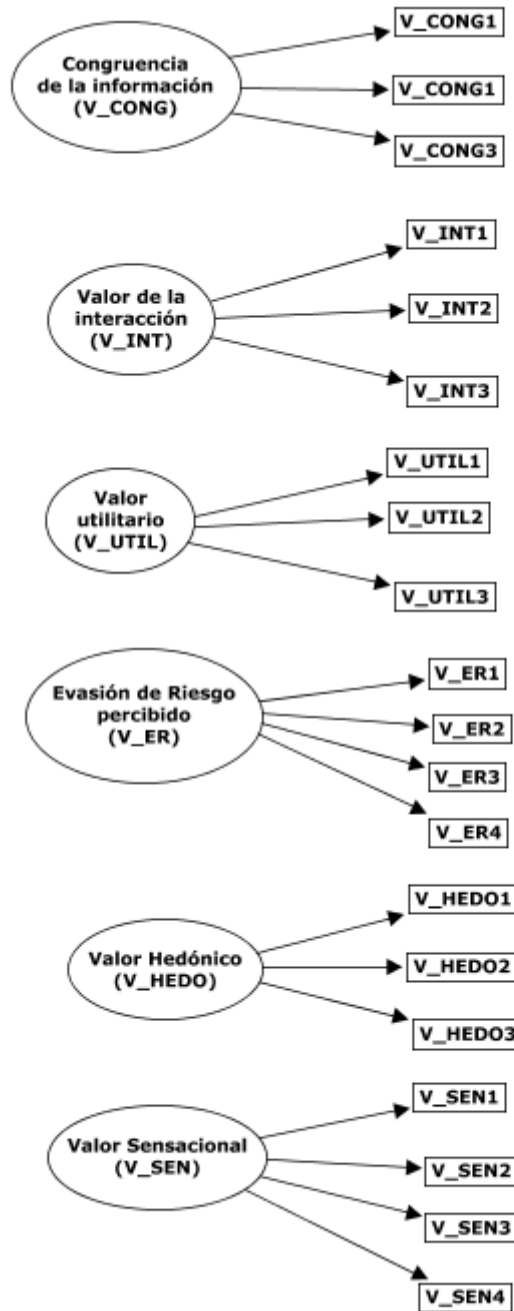 Congruencia
de la información
(V_CONG)
V_CONG1
V_CONG1
V_CONG3
Valor de la
interacción
(V_INT)
V_INT1
V_INT2
V_INT3
Valor
utilitario
(V_UTIL)
V_UTIL1
V_UTIL2
V_UTIL3
Evasión de Riesgo
percibido
(V_ER)
V_ER1
V_ER2
V_ER3
V_ER4
Valor Hedónico
(V_HEDO)
V_HEDO1
V_HEDO2
V_HEDO3
Valor Sensacional
(V_SEN)
V_SEN1
V_SEN2
V_SEN3
V_SEN4